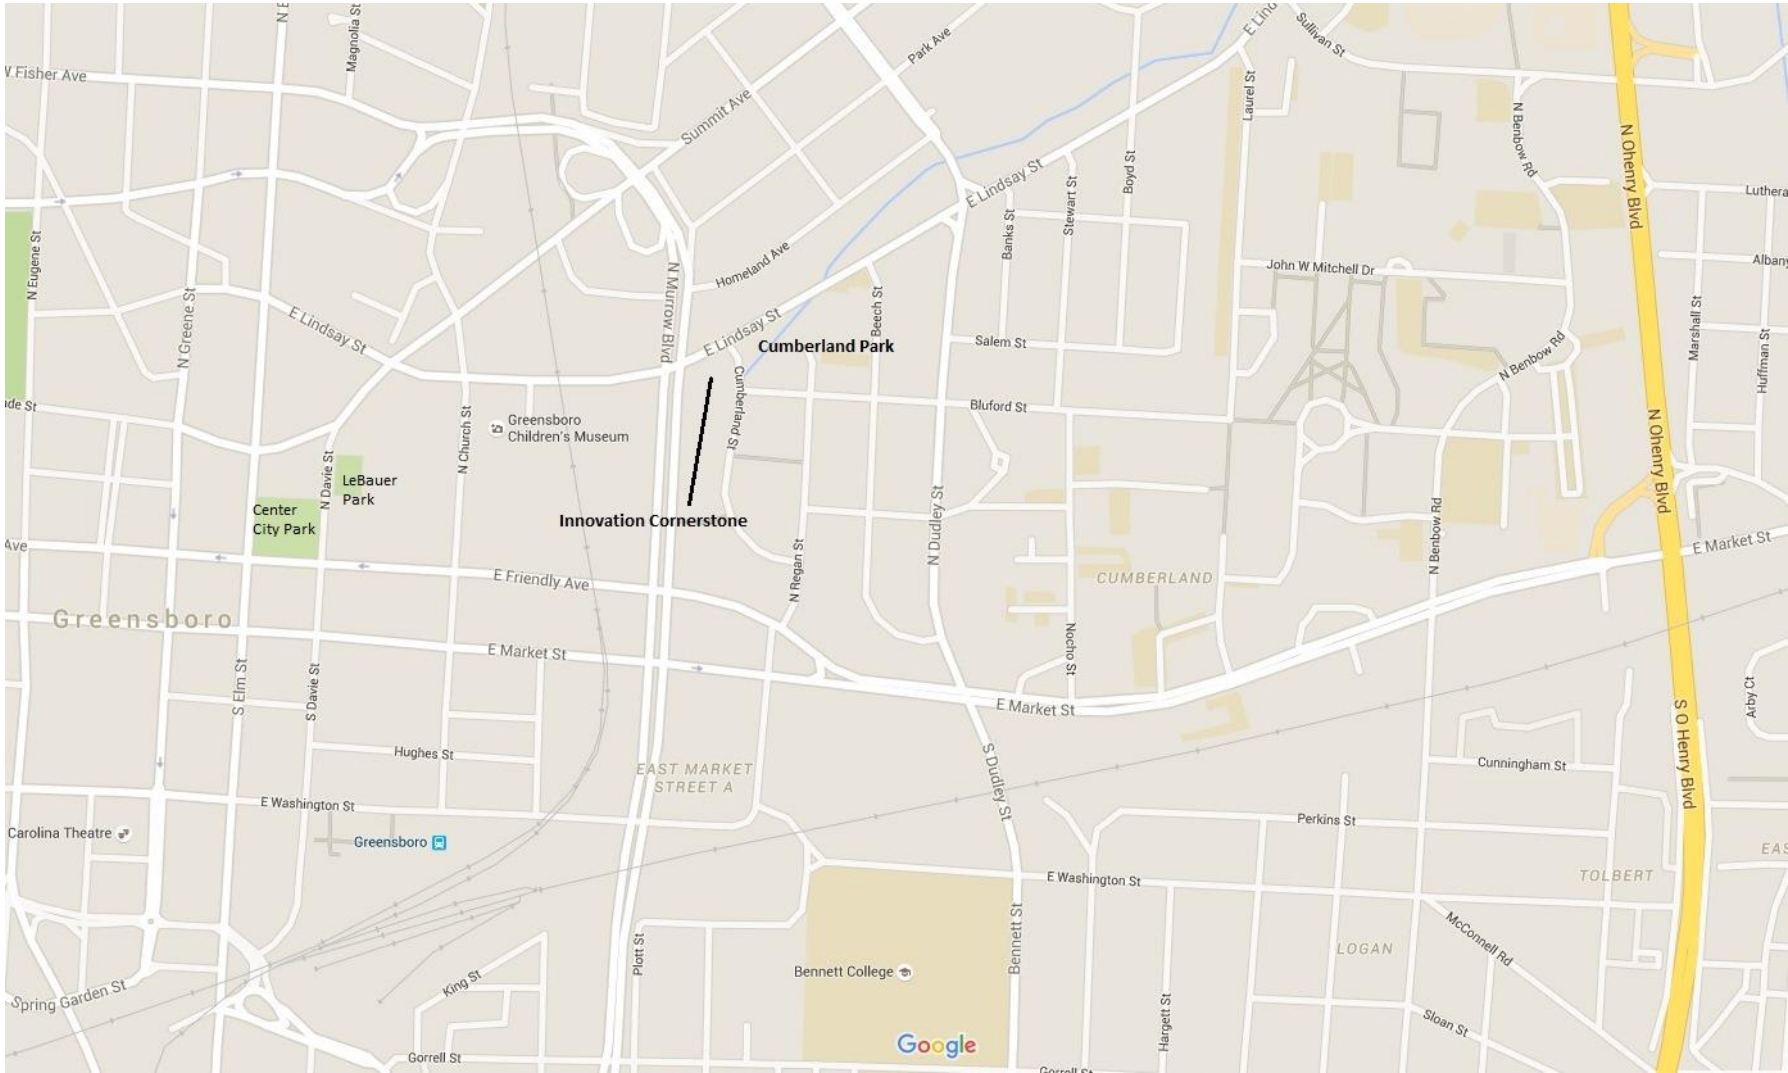 N E
Magnolia St
Park Ave
E Lin
Sullivan St
W Fisher Ave
Summit Ave
Laurel St
N Benbow Rd
N Ohenry Blvd
E Lindsay St
Boyd St
Stewart St
Banks St
Luthera
N Eugene St
Homeland Ave
N Murrow Blvd
John W Mitchell Dr
Albany
N Greene St
E Lindsay St
E Lindsay St
Beech St
Cumberland Park
Salem St
Marshall St
Huffman St
N Benbow Rd
ade St
Cumberland St
Bluford St
N Church St
Greensboro
Children's Museum
N Ohenry Blvd
LeBauer
Park
N Davie St
Center
City Park
Innovation Cornerstone
N Dudley St
N Benbow Rd
E Market St
Ave
E Friendly Ave
N Regan St
CUMBERLAND
Greensboro
E Market St
Nocho St
S Elm St
S Davie St
E Market St
Arby Ct
S O Henry Blvd
Hughes St
EAST MARKET
STREET A
S Dudley St
Cunningham St
E Washington St
Perkins St
Carolina Theatre
Greensboro
EAS
E Washington St
TOLBERT
Bennett St
McConnell Rd
LOGAN
Plott St
Bennett College
King St
Spring Garden St
Hargett St
Sloan St
Google
Gorrell St
Gorrell St